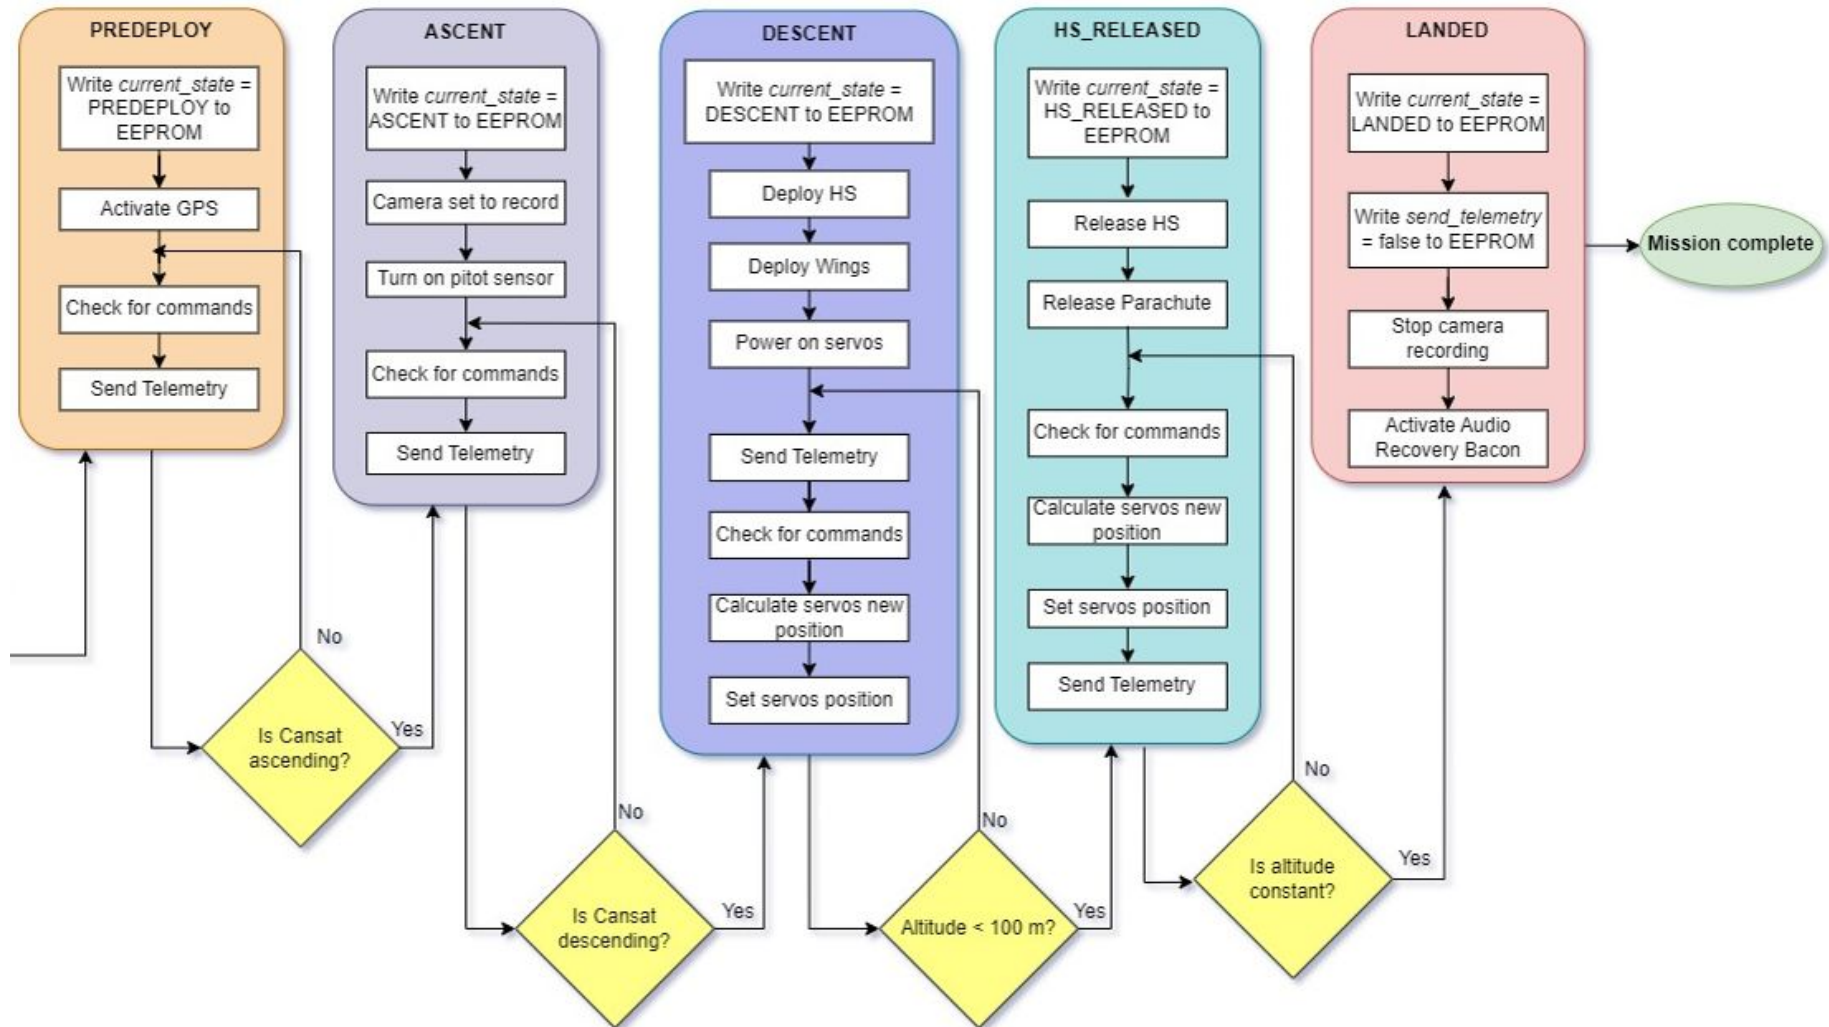 PREDEPLOY
Write current_state =
PREDEPLOY to
EEPROM
Activate GPS
Check for commands
Send Telemetry
Is Cansat
ascending?
No
Yes
ASCENT
Write current_state =
ASCENT to EEPROM
Camera set to record
Turn on pitot sensor
Check for commands
Send Telemetry
Is Cansat
descending?
No
Yes
DESCENT
Write current_state =
DESCENT to EEPROM
Deploy HS
Deploy Wings
Power on servos
Send Telemetry
Check for commands
Calculate servos new
position
Set servos position
Altitude < 100 m?
No
Yes
HS_RELEASED
Write current_state =
HS_RELEASED to
EEPROM
Release HS
Release Parachute
Check for commands
Calculate servos new
position
Set servos position
Send Telemetry
Is altitude
constant?
No
Yes
LANDED
Write current_state =
LANDED to EEPROM
Write send_telemetry
= false to EEPROM
Stop camera
recording
Activate Audio
Recovery Bacon
Mission complete